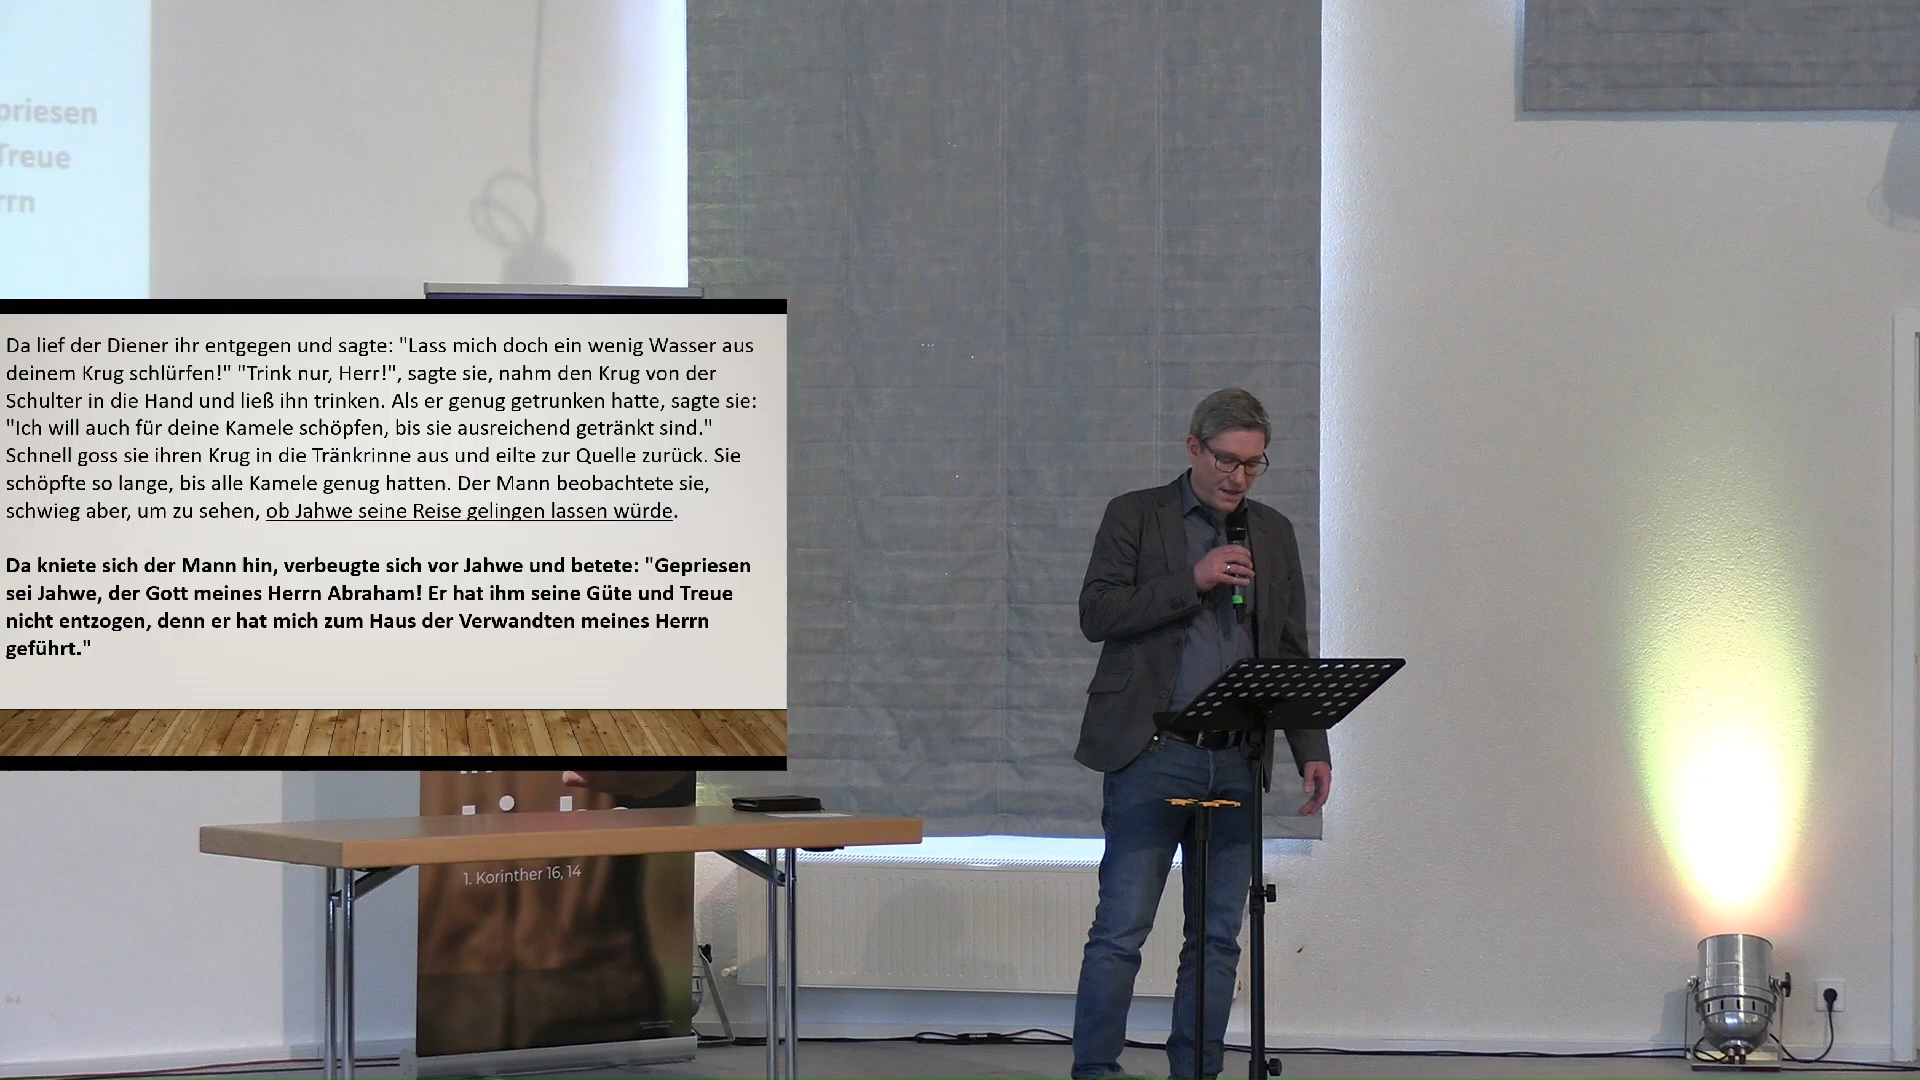 priesen
Treue
rrn
Da lief der Diener ihr entgegen und sagte: "Lass mich doch ein wenig Wasser aus
deinem Krug schlürfen!" "Trink nur, Herr!", sagte sie, nahm den Krug von der
Schulter in die Hand und ließ ihn trinken. Als er genug getrunken hatte, sagte sie:
"Ich will auch für deine Kamele schöpfen, bis sie ausreichend getränkt sind."
Schnell goss sie ihren Krug in die Tränkrinne aus und eilte zur Quelle zurück. Sie
schöpfte so lange, bis alle Kamele genug hatten. Der Mann beobachtete sie,
schwieg aber, um zu sehen, ob Jahwe seine Reise gelingen lassen würde.
Da kniete sich der Mann hin, verbeugte sich vor Jahwe und betete: "Gepriesen
sei Jahwe, der Gott meines Herrn Abraham! Er hat ihm seine Güte und Treue
nicht entzogen, denn er hat mich zum Haus der Verwandten meines Herrn
geführt."
1. Korinther 16, 14